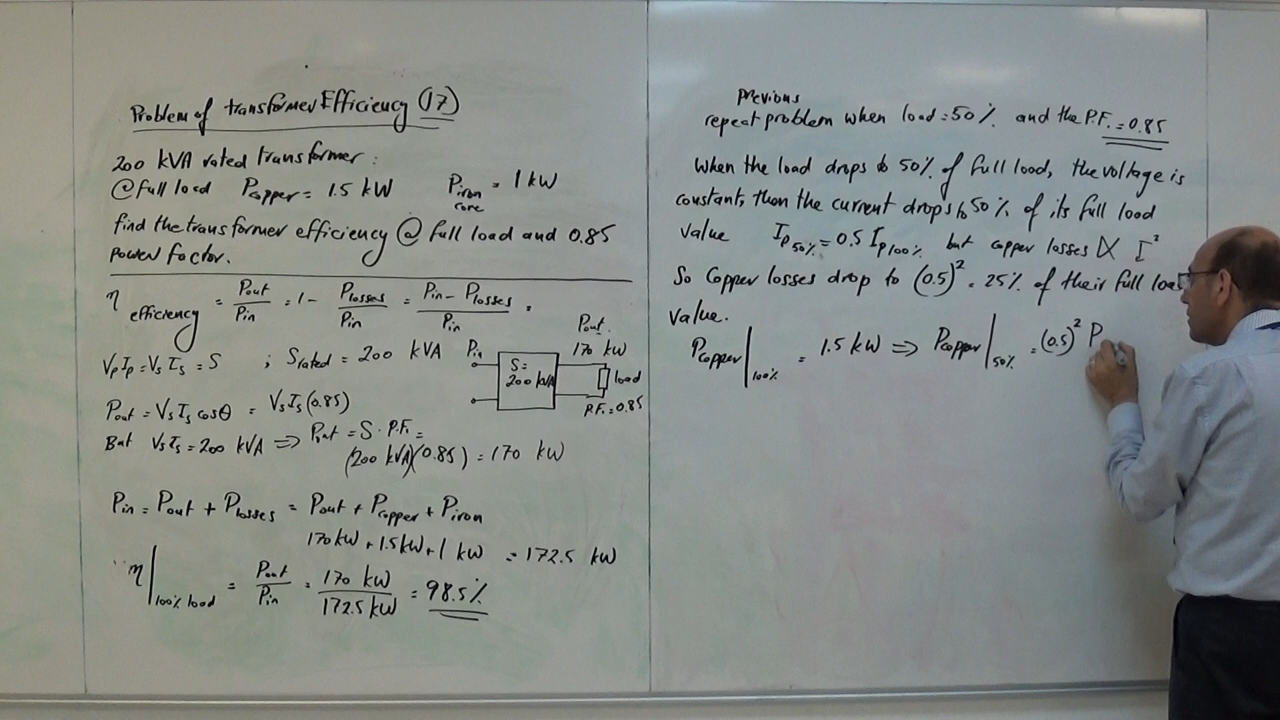 Problem of transformer Efficiency (17)
200 kVA rated transformer:
@ full load Pcopper = 1.5 kW Piron core = 1 kW
find the transformer efficiency @ full load and 0.85
power factor.
η efficiency = Pout/Pin = 1 - Plosses/Pin = Pin - Plosses/Pin
VpIp = VsIs = S ; Srated = 200 kVA
Pin S = 200 kVA Pout 170 kW load P.F. = 0.85
Pout = VsIs cosθ = VsIs (0.85)
But VsIs = 200 kVA ⇒ Pout = S · P.F. =
(200 kVA)(0.85) = 170 kW
Pin = Pout + Plosses = Pout + Pcopper + Piron
170 kW + 1.5 kW + 1 kW = 172.5 kW
η|100% load = Pout/Pin = 170 kW/172.5 kW = 98.5%
previous
repeat problem when load = 50% and the P.F. = 0.85
When the load drops to 50% of full load, the voltage is
constant, then the current drops to 50% of its full load
value Ip50% = 0.5 Ip100% but copper losses ∝ I²
So Copper losses drop to (0.5)² = 25% of their full load
value.
Pcopper|100% = 1.5 kW ⇒ Pcopper|50% = (0.5)² P